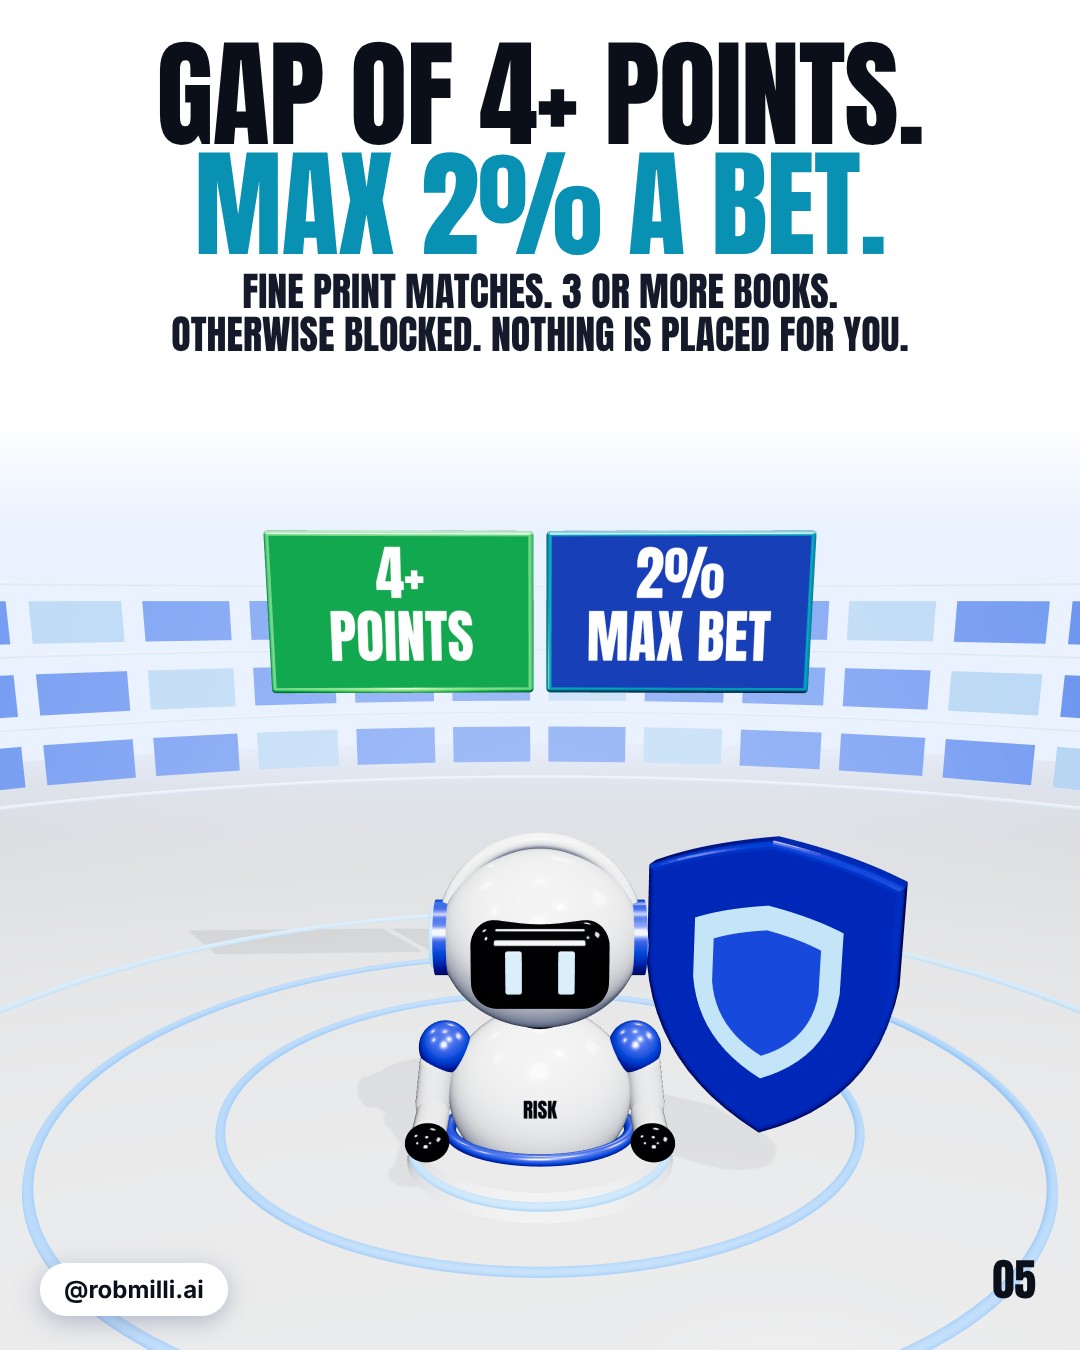 GAP OF 4+ POINTS.
MAX 2% A BET.
FINE PRINT MATCHES. 3 OR MORE BOOKS.
OTHERWISE BLOCKED. NOTHING IS PLACED FOR YOU.
4+
POINTS
2%
MAX BET
RISK
@robmilli.ai
05